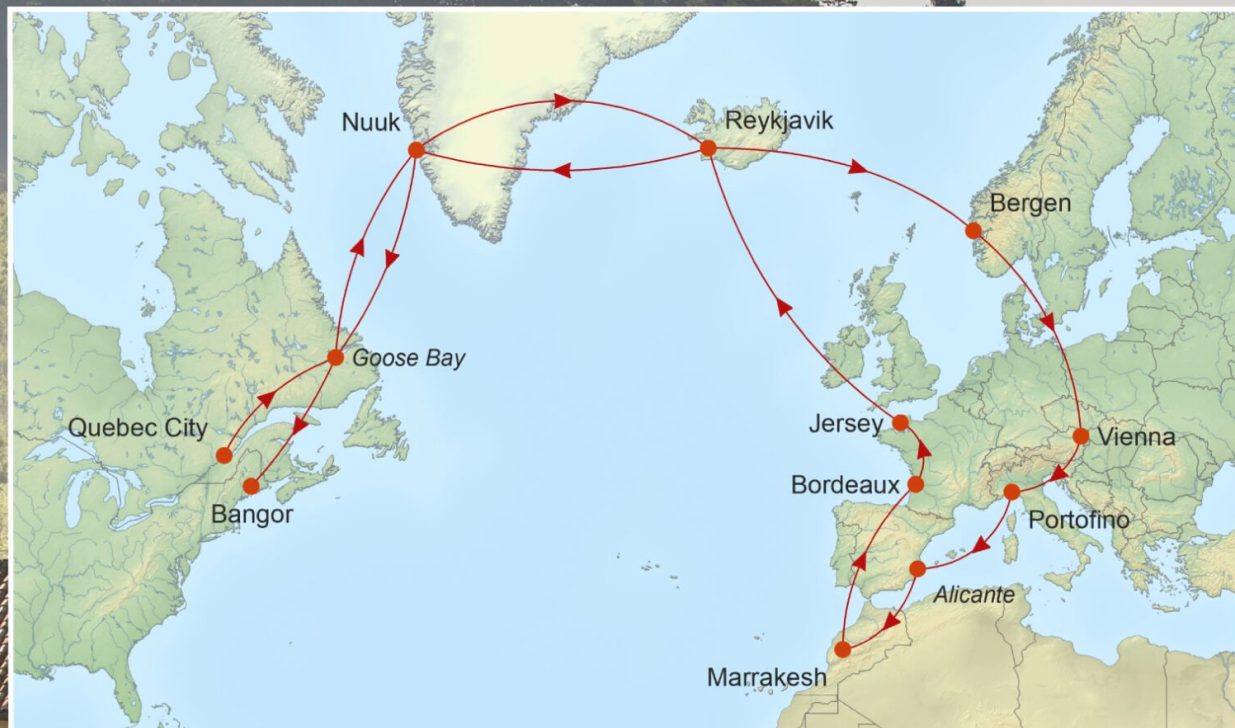 Nuuk
Reykjavik
Bergen
Goose Bay
Quebec City
Jersey
Vienna
Bordeaux
Bangor
Portofino
Alicante
Marrakesh